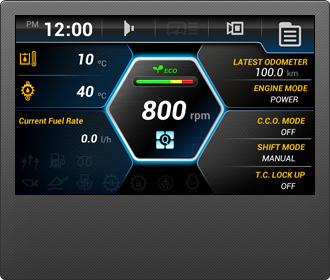 PM 12:00
10 °C
40 °C
Current Fuel Rate
0.0 l/h
ECO
800 rpm
Q
LATEST ODOMETER
100.0 km
ENGINE MODE
POWER
C.C.O. MODE
OFF
SHIFT MODE
MANUAL
T.C. LOCK UP
OFF